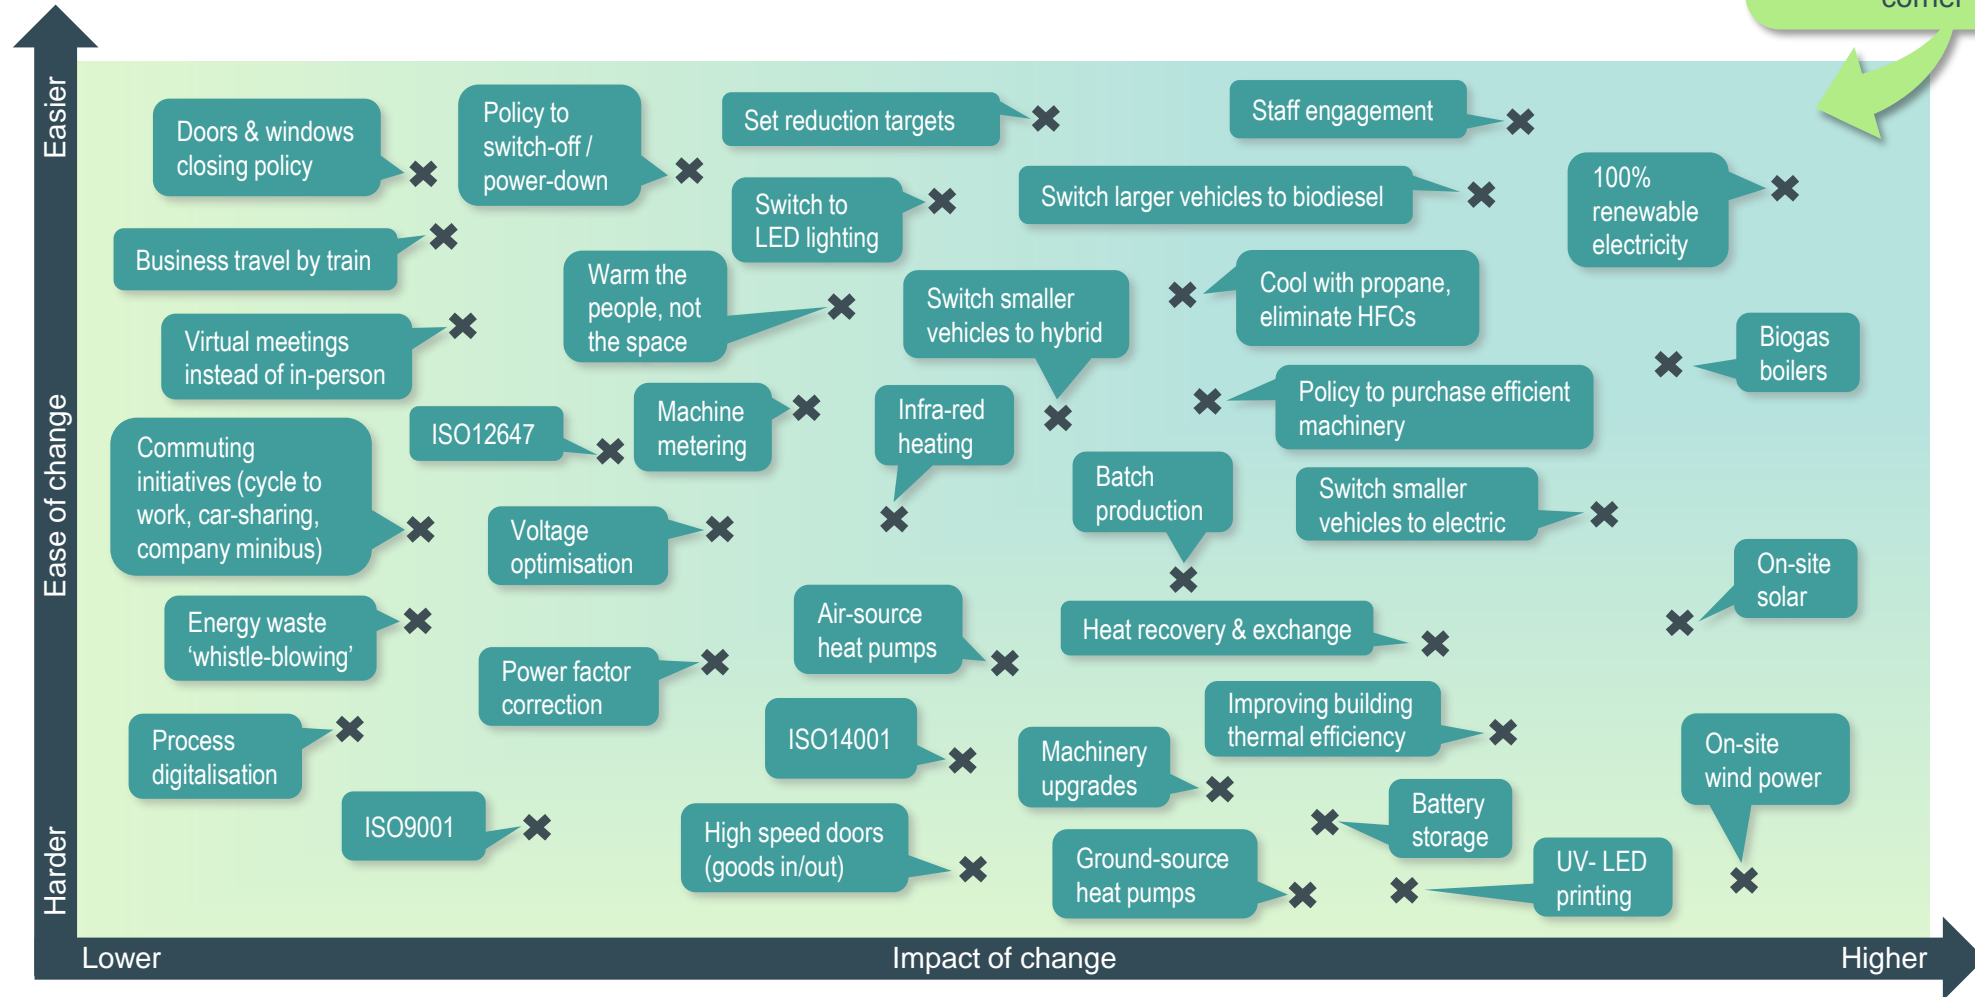 corner
Easier
Ease of change
Harder
Doors & windows
closing policy
Policy to
switch-off /
power-down
Set reduction targets
Staff engagement
Switch to
LED lighting
Switch larger vehicles to biodiesel
100%
renewable
electricity
Business travel by train
Warm the
people, not
the space
Switch smaller
vehicles to hybrid
Cool with propane,
eliminate HFCs
Virtual meetings
instead of in-person
Biogas
boilers
Machine
metering
Infra-red
heating
Policy to purchase efficient
machinery
ISO12647
Commuting
initiatives (cycle to
work, car-sharing,
company minibus)
Batch
production
Switch smaller
vehicles to electric
Voltage
optimisation
On-site
solar
Energy waste
‘whistle-blowing’
Air-source
heat pumps
Heat recovery & exchange
Power factor
correction
Improving building
thermal efficiency
Process
digitalisation
ISO14001
Machinery
upgrades
On-site
wind power
ISO9001
High speed doors
(goods in/out)
Battery
storage
Ground-source
heat pumps
UV- LED
printing
Lower
Impact of change
Higher